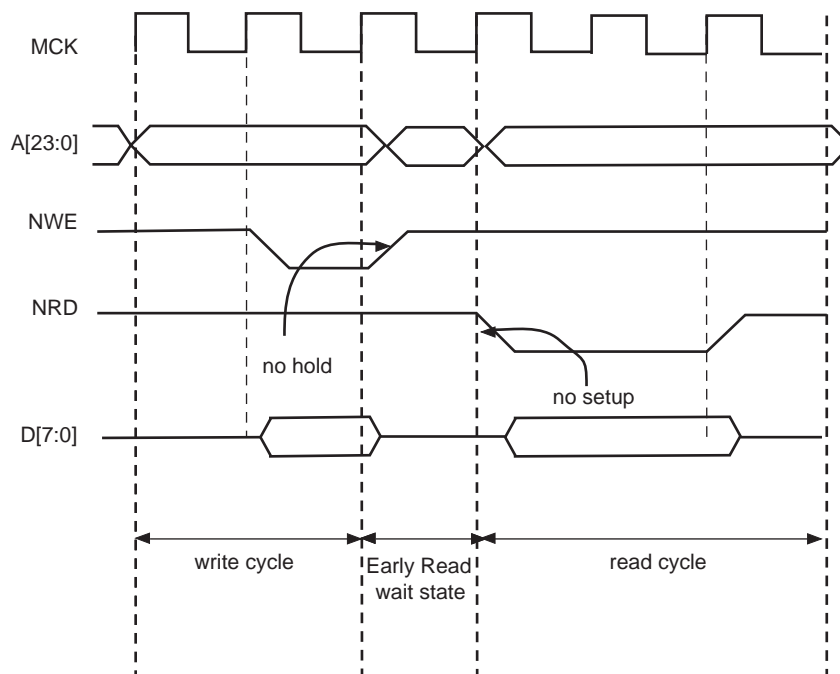 MCK
A[23:0]
NWE
NRD
no hold
no setup
D[7:0]
write cycle
Early Read
wait state
read cycle